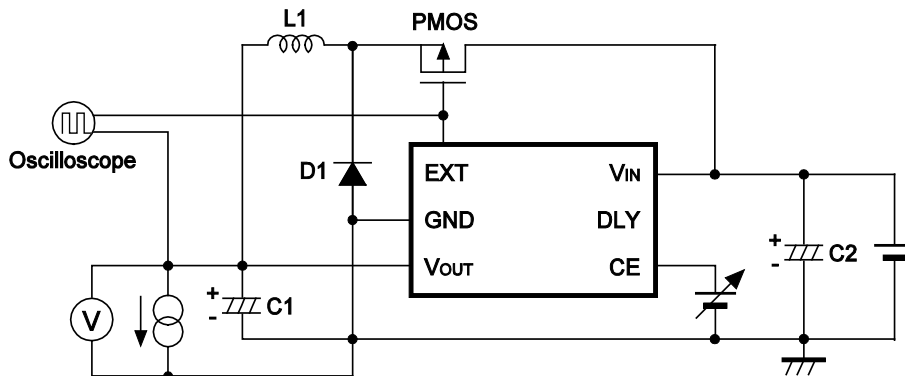 L1
PMOS
Oscilloscope
D1
EXT
VIN
GND
DLY
VOUT
CE
+
-
C2
+
-
C1
V